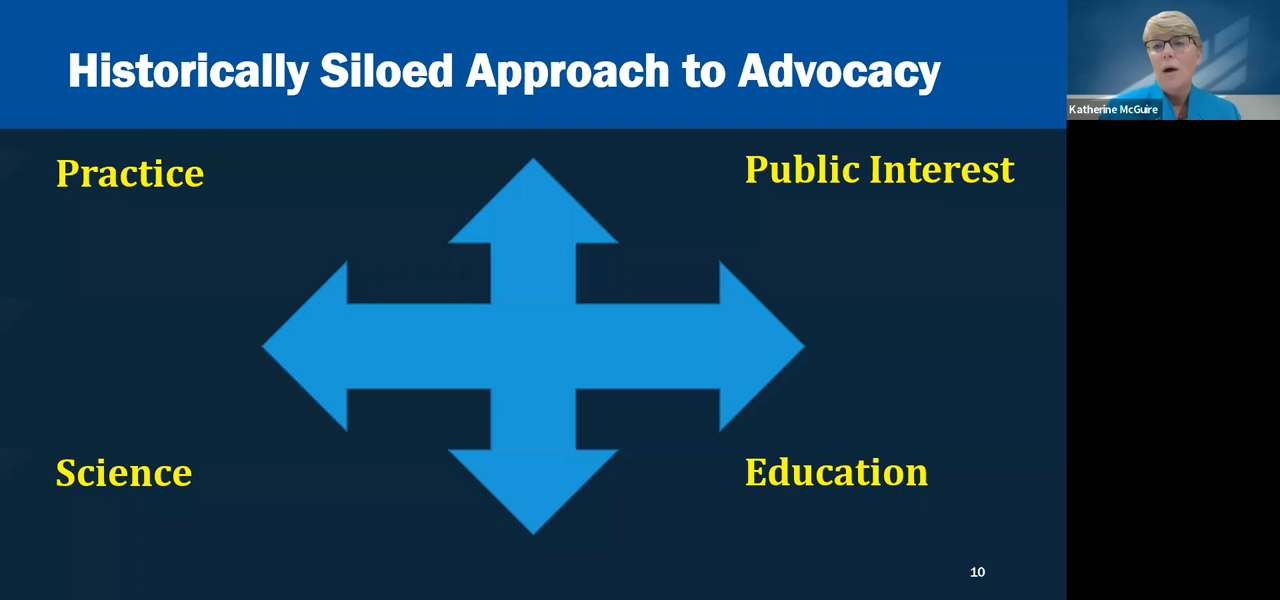 Historically Siloed Approach to Advocacy
Katherine McGuire
Practice
Public Interest
Science
Education
10